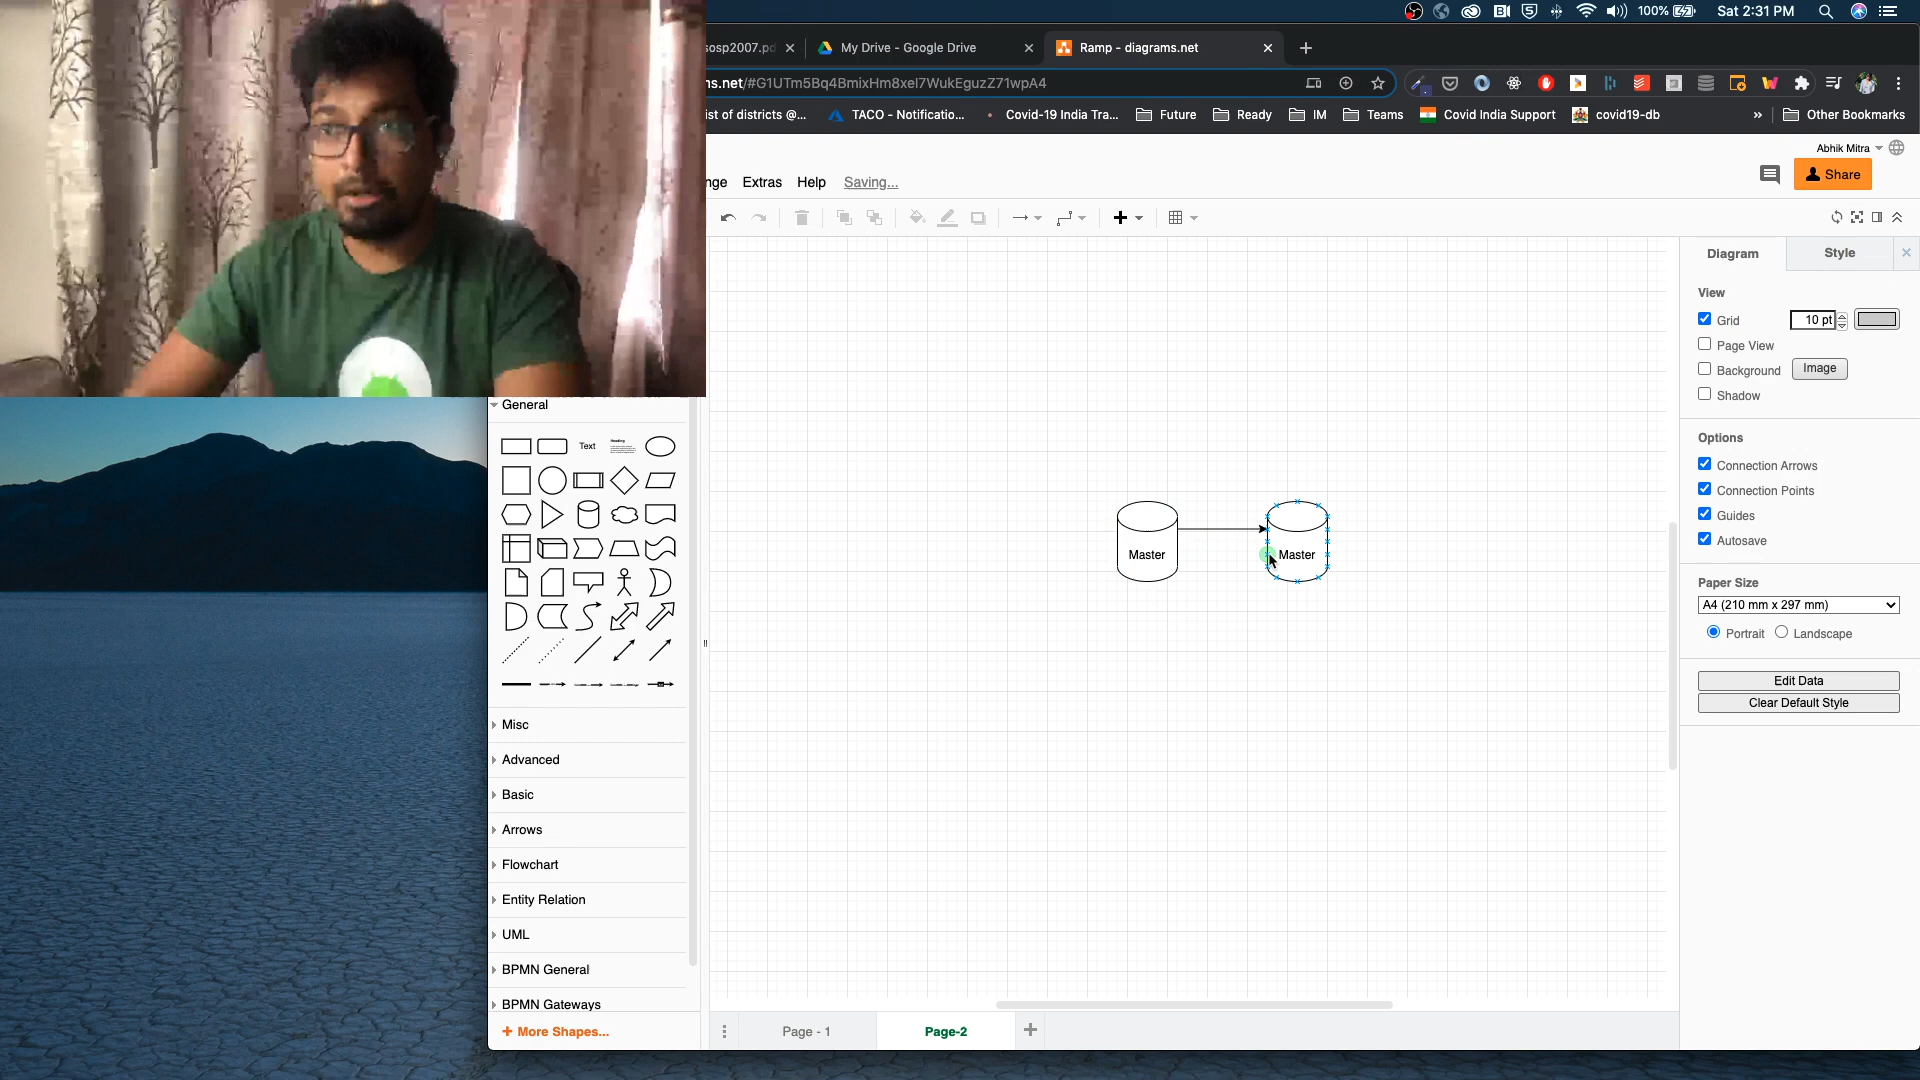 100%
Sat 2:31 PM
sosp2007.pd
My Drive - Google Drive
Ramp - diagrams.net
ns.net/#G1UTm5Bq4BmixHm8xeI7WukEguzZ71wpA4
ist of districts @...
TACO - Notificatio...
Covid-19 India Tra...
Future
Ready
IM
Teams
Covid India Support
covid19-db
»
Other Bookmarks
Abhik Mitra
nge
Extras
Help
Saving...
Share
Diagram
Style
View
Grid
10 pt
Page View
Background
Image
Shadow
Options
Connection Arrows
Connection Points
Guides
Autosave
Paper Size
A4 (210 mm x 297 mm)
Portrait
Landscape
Edit Data
Clear Default Style
General
Text
Heading
Misc
Advanced
Basic
Arrows
Flowchart
Entity Relation
UML
BPMN General
BPMN Gateways
+ More Shapes...
Master
Master
Page - 1
Page-2